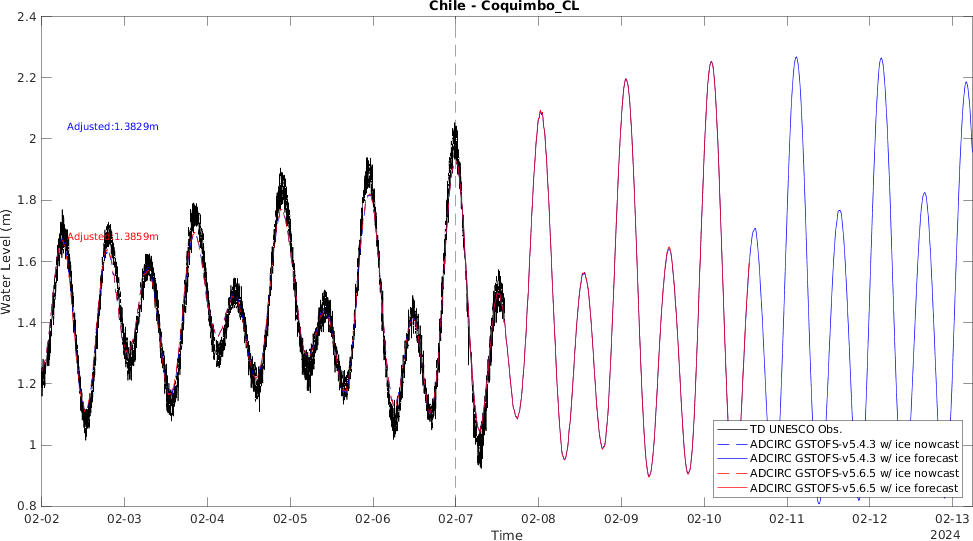 Chile - Coquimbo_CL
2.4
2.2
2
1.8
1.6
1.4
1.2
1
0.8
Water Level (m)
Adjusted:1.3829m
Adjusted:1.3859m
TD UNESCO Obs.
ADCIRC GSTOFS-v5.4.3 w/ ice nowcast
ADCIRC GSTOFS-v5.4.3 w/ ice forecast
ADCIRC GSTOFS-v5.6.5 w/ ice nowcast
ADCIRC GSTOFS-v5.6.5 w/ ice forecast
02-02 02-03 02-04 02-05 02-06 02-07 02-08 02-09 02-10 02-11 02-12 02-13
Time
2024